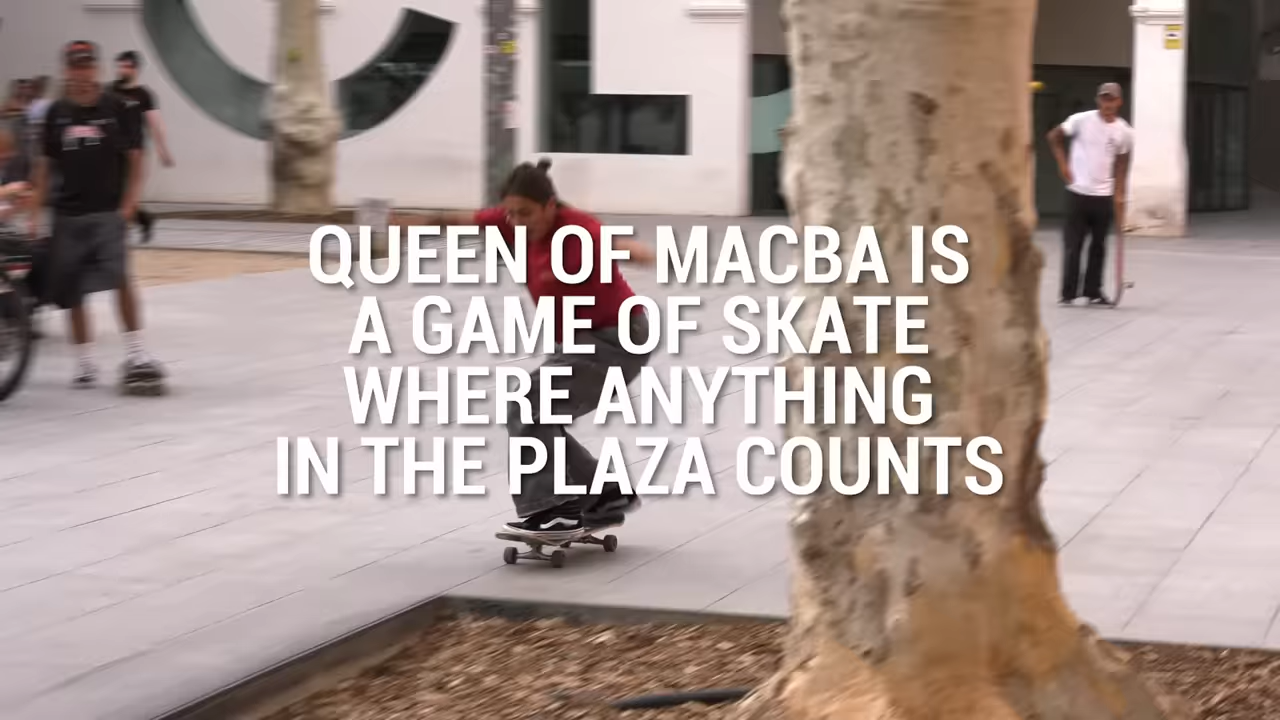 QUEEN OF MACBA IS
A GAME OF SKATE
WHERE ANYTHING
IN THE PLAZA COUNTS